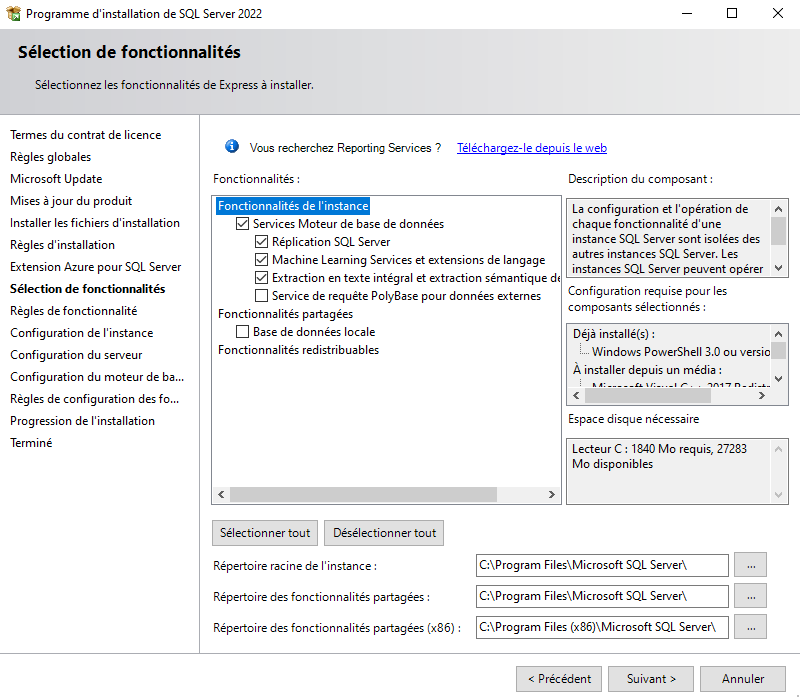 Programme d'installation de SQL Server 2022
Sélection de fonctionnalités
Sélectionnez les fonctionnalités de Express à installer.
Termes du contrat de licence
Règles globales
Microsoft Update
Mises à jour du produit
Installer les fichiers d'installation
Règles d'installation
Extension Azure pour SQL Server
Sélection de fonctionnalités
Règles de fonctionnalité
Configuration de l'instance
Configuration du serveur
Configuration du moteur de ba...
Règles de configuration des fo...
Progression de l'installation
Terminé
Vous recherchez Reporting Services ? Téléchargez-le depuis le web
Fonctionnalités :
Fonctionnalités de l'instance
Services Moteur de base de données
Réplication SQL Server
Machine Learning Services et extensions de langage
Extraction en texte intégral et extraction sémantique de
Service de requête PolyBase pour données externes
Fonctionnalités partagées
Base de données locale
Fonctionnalités redistribuables
Description du composant :
La configuration et l'opération de
chaque fonctionnalité d'une
instance SQL Server sont isolées des
autres instances SQL Server. Les
instances SQL Server peuvent opérer
Configuration requise pour les
composants sélectionnés :
Déjà installé(s) :
Windows PowerShell 3.0 ou versio
À installer depuis un média :
Microsoft Visual C++ 2017 Redistr
Espace disque nécessaire
Lecteur C : 1840 Mo requis, 27283
Mo disponibles
Sélectionner tout
Désélectionner tout
Répertoire racine de l'instance : C:\Program Files\Microsoft SQL Server\ ...
Répertoire des fonctionnalités partagées : C:\Program Files\Microsoft SQL Server\ ...
Répertoire des fonctionnalités partagées (x86) : C:\Program Files (x86)\Microsoft SQL Server\ ...
< Précédent
Suivant >
Annuler